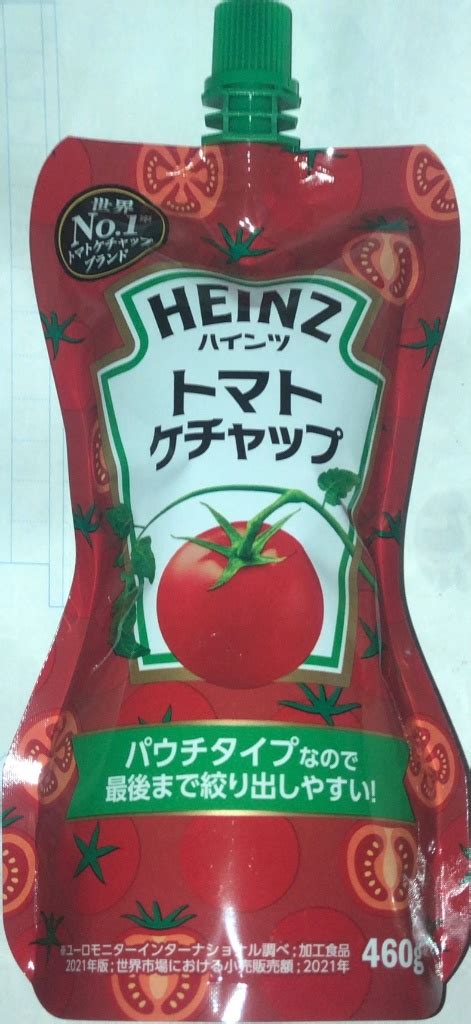 世界
No.1※
トマトケチャップ
ブランド
HEINZ
ハインツ
トマト
ケチャップ
パウチタイプなので
最後まで絞り出しやすい!
※ユーロモニターインターナショナル調べ;加工食品
2021年版;世界市場における小売販売額;2021年
460g